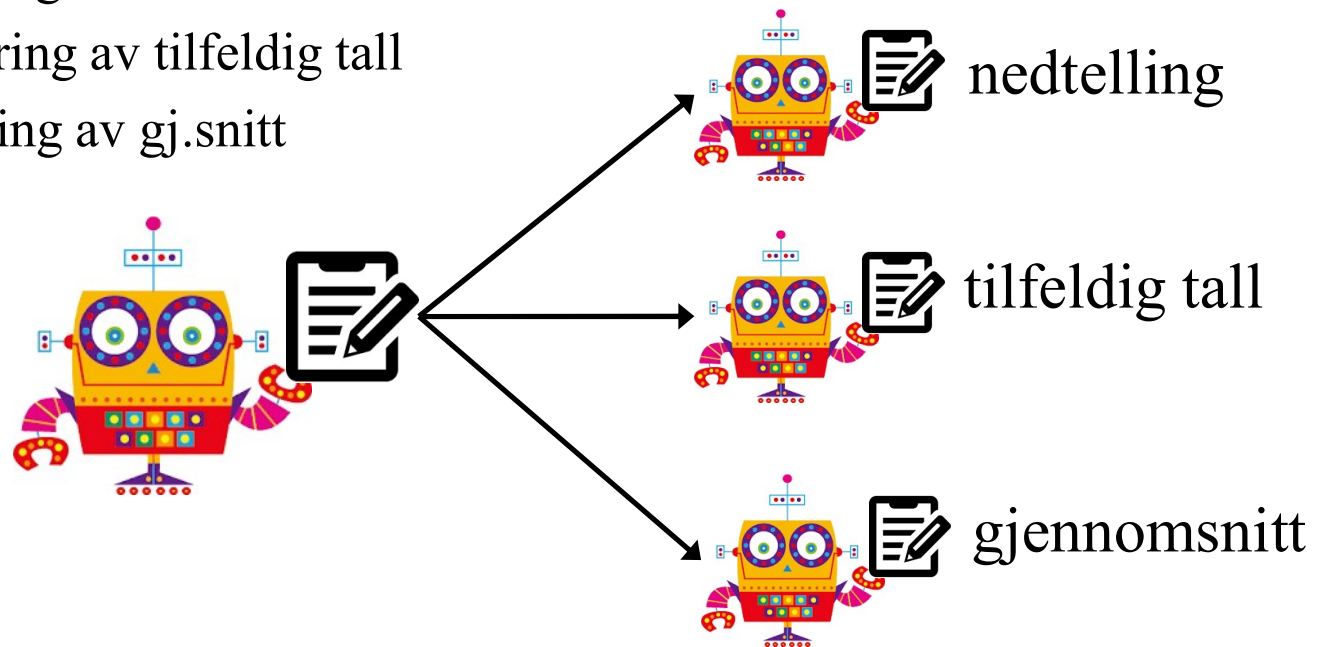 ring av tilfeldig tall
ing av gj.snitt
nedtelling
tilfeldig tall
gjennomsnitt